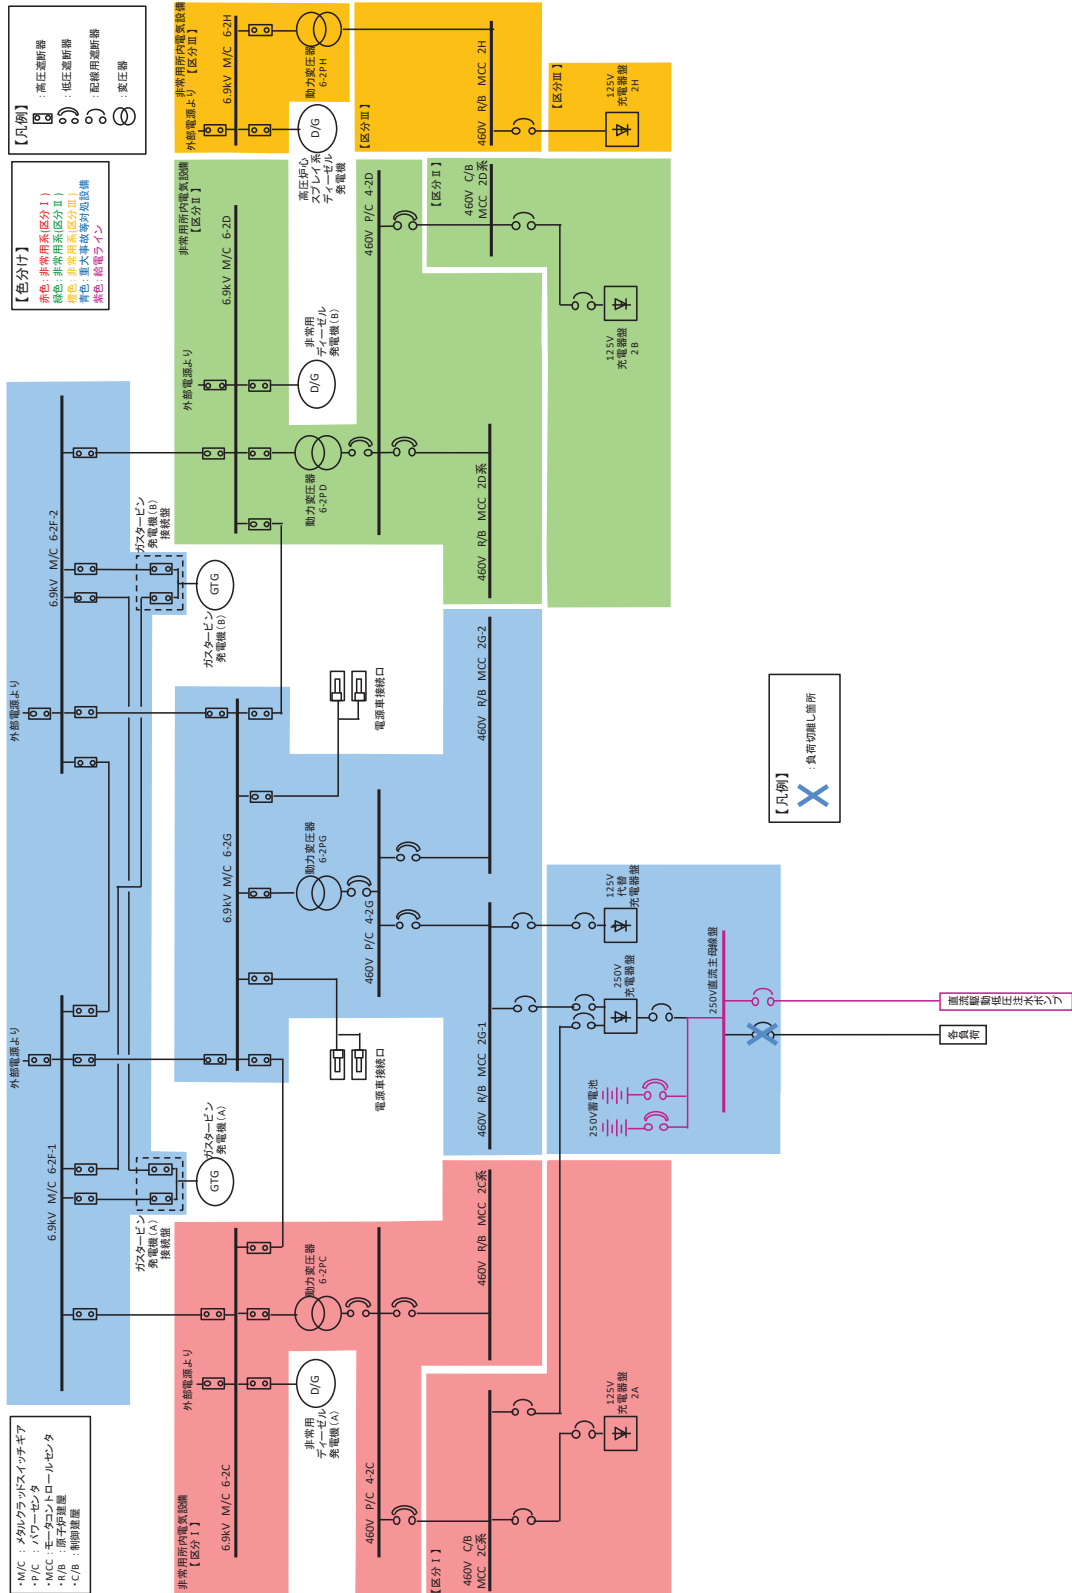 ・M/C ：メタルクラッドスイッチギア
・P/C ：パワーセンタ
・MCC：モータコントロールセンタ
・R/B ：原子炉建屋
・C/B ：制御建屋
【色分け】
赤色：非常用系(区分Ⅰ)
緑色：非常用系(区分Ⅱ)
橙色：非常用系(区分Ⅲ)
青色：重大事故等対処設備
紫色：給電ライン
【凡例】
：高圧遮断器
：低圧遮断器
：配線用遮断器
：変圧器
外部電源より
6.9kV M/C 6-2F-1
外部電源より
6.9kV M/C 6-2F-2
ガスタービン
発電機(A)
接続盤
GTG
ガスタービン
発電機(A)
ガスタービン
発電機(B)
接続盤
GTG
ガスタービン
発電機(B)
非常用所内電気設備
【区分Ⅰ】
外部電源より
6.9kV M/C 6-2C
D/G
非常用
ディーゼル
発電機(A)
動力変圧器
6-2PC
460V P/C 4-2C
460V R/B MCC 2C系
【区分Ⅰ】
460V C/B
MCC 2C系
125V
充電器盤
2A
6.9kV M/C 6-2G
電源車接続口
動力変圧器
6-2PG
電源車接続口
460V P/C 4-2G
460V R/B MCC 2G-1
460V R/B MCC 2G-2
250V
充電器盤
125V
代替
充電器盤
250V蓄電池
250V直流主母線盤
各負荷
直流駆動低圧注水ポンプ
【凡例】
：負荷切離し箇所
非常用所内電気設備
【区分Ⅱ】
外部電源より
6.9kV M/C 6-2D
D/G
非常用
ディーゼル
発電機(B)
動力変圧器
6-2PD
460V P/C 4-2D
460V R/B MCC 2D系
【区分Ⅱ】
460V C/B
MCC 2D系
125V
充電器盤
2B
非常用所内電気設備
【区分Ⅲ】
外部電源より
6.9kV M/C 6-2H
D/G
高圧炉心
スプレイ系
ディーゼル
発電機
動力変圧器
6-2PH
【区分Ⅲ】
460V R/B MCC 2H
【区分Ⅲ】
125V
充電器盤
2H